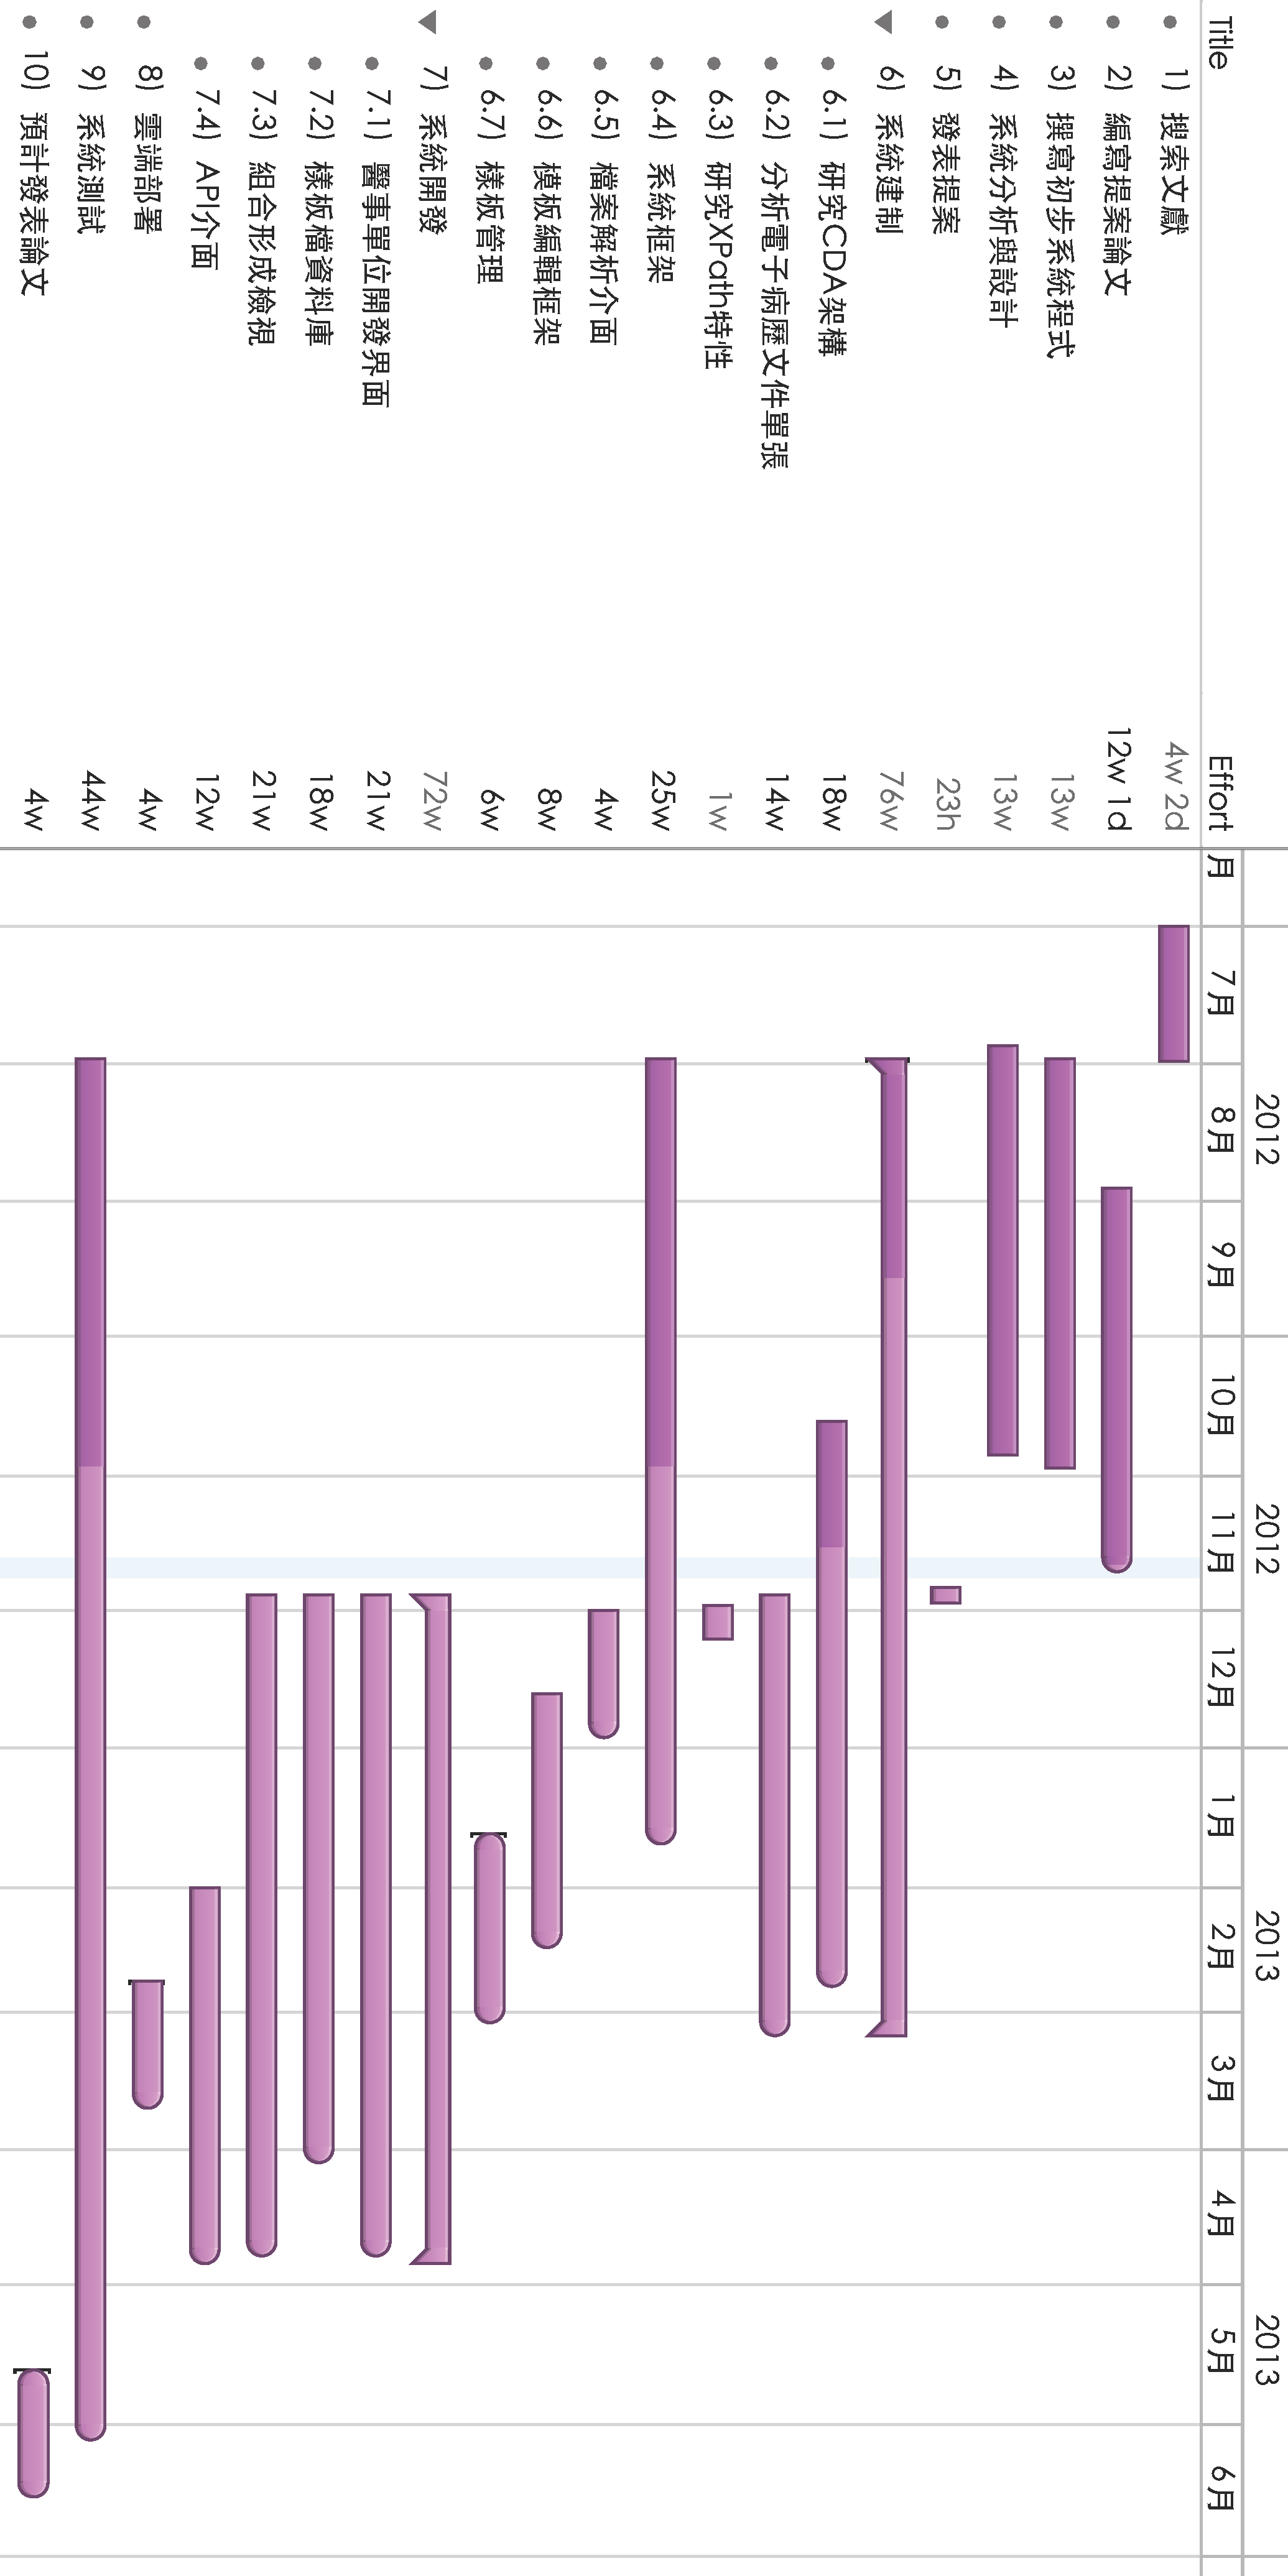 Title Effort
2012 2012 2013 2013
月 7月 8月 9月 10月 11月 12月 1月 2月 3月 4月 5月 6月
1) 搜索文獻 4w 2d
2) 編寫提案論文 12w 1d
3) 撰寫初步系統程式 13w
4) 系統分析與設計 13w
5) 發表提案 23h
6) 系統建制 76w
6.1) 研究CDA架構 18w
6.2) 分析電子病歷文件單張 14w
6.3) 研究XPath特性 1w
6.4) 系統框架 25w
6.5) 檔案解析介面 4w
6.6) 模板編輯框架 8w
6.7) 樣板管理 6w
7) 系統開發 72w
7.1) 醫事單位開發界面 21w
7.2) 樣板檔資料庫 18w
7.3) 組合形成檢視 21w
7.4) API介面 12w
8) 雲端部署 4w
9) 系統測試 44w
10) 預計發表論文 4w